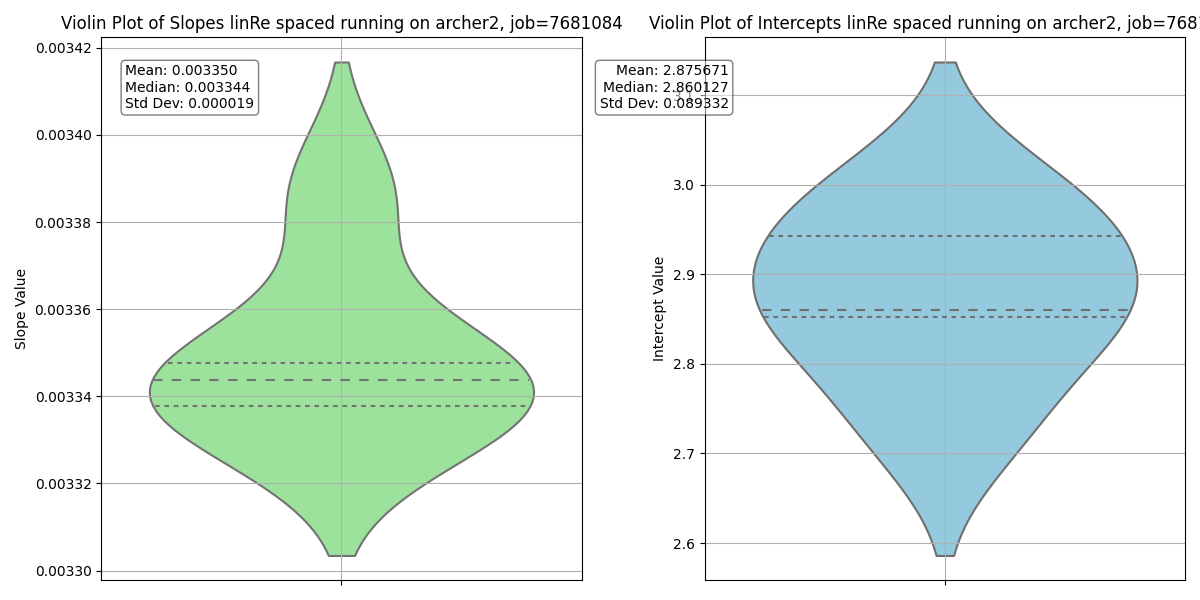 Violin Plot of Slopes linRe spaced running on archer2, job=7681084
Mean: 0.003350
Median: 0.003344
Std Dev: 0.000019
Slope Value
0.00342
0.00340
0.00338
0.00336
0.00334
0.00332
0.00330
Violin Plot of Intercepts linRe spaced running on archer2, job=768
Mean: 2.875671
Median: 2.860127
Std Dev: 0.089332
Intercept Value
3.1
3.0
2.9
2.8
2.7
2.6